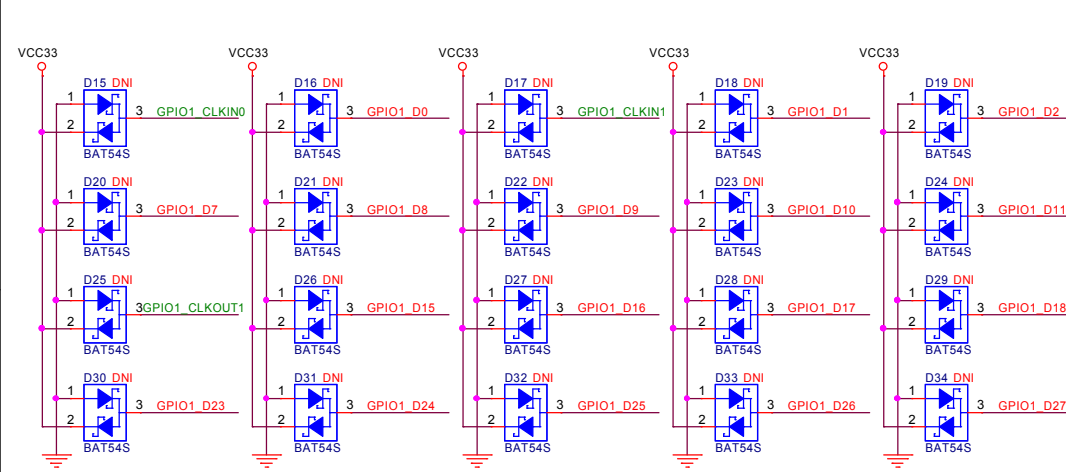 VCC33 VCC33 VCC33 VCC33 VCC33
D15 DNI D16 DNI D17 DNI D18 DNI D19 DNI
1 1 1 1 1
3 GPIO1_CLKIN0 3 GPIO1_D0 3 GPIO1_CLKIN1 3 GPIO1_D1 3 GPIO1_D2
2 2 2 2 2
BAT54S BAT54S BAT54S BAT54S BAT54S
D20 DNI D21 DNI D22 DNI D23 DNI D24 DNI
1 1 1 1 1
3 GPIO1_D7 3 GPIO1_D8 3 GPIO1_D9 3 GPIO1_D10 3 GPIO1_D11
2 2 2 2 2
BAT54S BAT54S BAT54S BAT54S BAT54S
D25 DNI D26 DNI D27 DNI D28 DNI D29 DNI
1 1 1 1 1
3 GPIO1_CLKOUT1 3 GPIO1_D15 3 GPIO1_D16 3 GPIO1_D17 3 GPIO1_D18
2 2 2 2 2
BAT54S BAT54S BAT54S BAT54S BAT54S
D30 DNI D31 DNI D32 DNI D33 DNI D34 DNI
1 1 1 1 1
3 GPIO1_D23 3 GPIO1_D24 3 GPIO1_D25 3 GPIO1_D26 3 GPIO1_D27
2 2 2 2 2
BAT54S BAT54S BAT54S BAT54S BAT54S